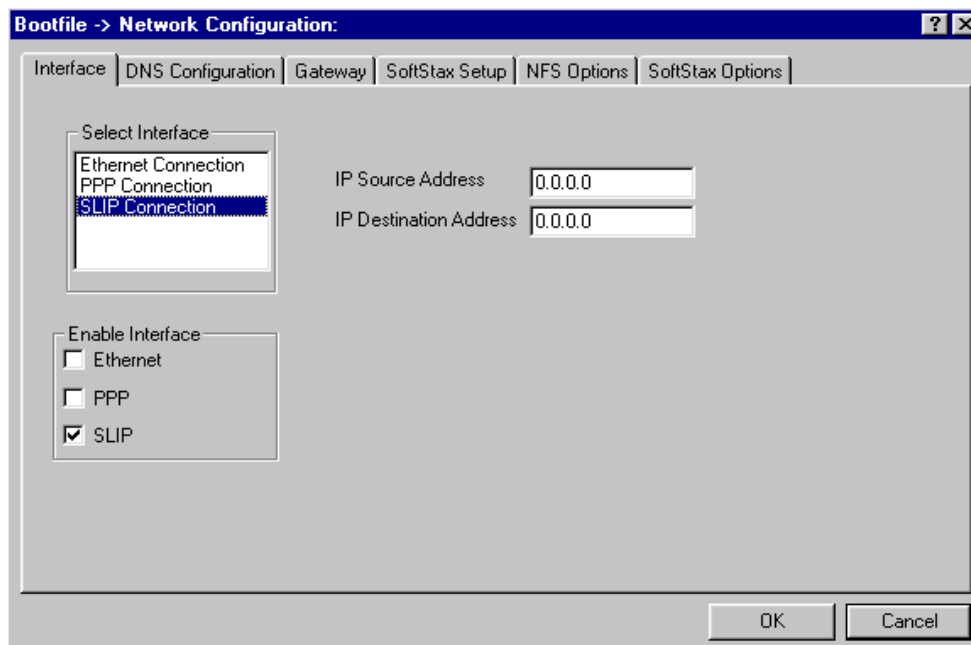 Bootfile -> Network Configuration:
Interface DNS Configuration Gateway SoftStax Setup NFS Options SoftStax Options
Select Interface
Ethernet Connection
PPP Connection
SLIP Connection
IP Source Address 0.0.0.0
IP Destination Address 0.0.0.0
Enable Interface
Ethernet
PPP
SLIP
OK Cancel